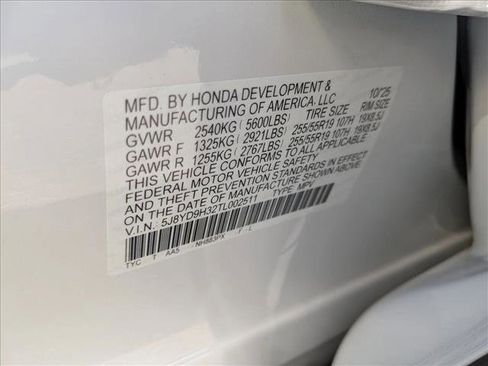 MFD. BY HONDA DEVELOPMENT &
MANUFACTURING OF AMERICA, LLC 10/25
GVWR 2540KG (5600LBS) TIRE SIZE RIM SIZE
GAWR F 1325KG (2921LBS) 255/55R19 107H 19X8.5J
GAWR R 1255KG (2767LBS) 255/55R19 107H 19X8.5J
THIS VEHICLE CONFORMS TO ALL APPLICABLE
FEDERAL MOTOR VEHICLE SAFETY
AND THEFT PREVENTION STANDARDS IN EFFECT
ON THE DATE OF MANUFACTURE SHOWN ABOVE.
V.I.N.: 5J8YD9H32TL002511 TYPE: MPV
TYC T AA5 NH883PX F - L